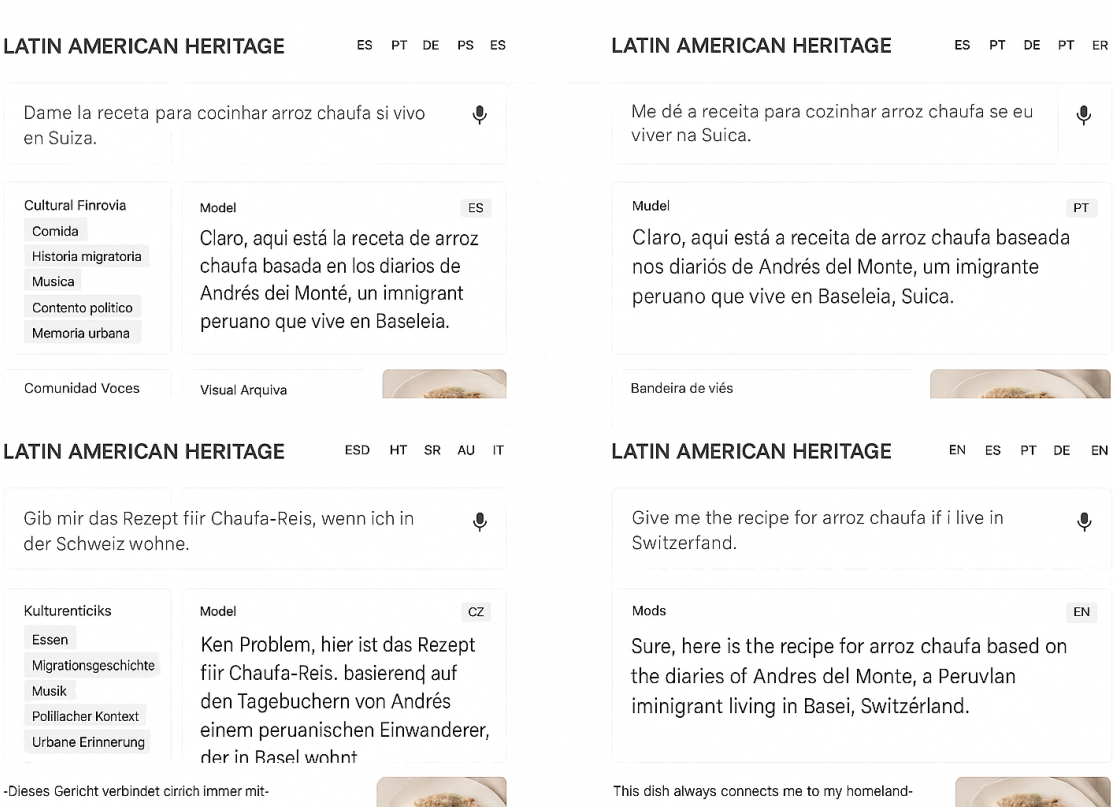 LATIN AMERICAN HERITAGE ES PT DE PS ES
Dame la receta para cocinhar arroz chaufa si vivo
en Suiza.
Cultural Finrovia
Comida
Historia migratoria
Musica
Contento politico
Memoria urbana
Model ES
Claro, aqui está la receta de arroz
chaufa basada en los diarios de
Andrés dei Monté, un imnigrant
peruano que vive en Baseleia.
Comunidad Voces
Visual Arquiva
LATIN AMERICAN HERITAGE ES PT DE PT ER
Me dé a receita para cozinhar arroz chaufa se eu
viver na Suica.
Mudel PT
Claro, aqui está a receita de arroz chaufa baseada
nos diariós de Andrés del Monte, um imigrante
peruano que vive en Baseleia, Suica.
Bandeira de viés
LATIN AMERICAN HERITAGE ESD HT SR AU IT
Gib mir das Rezept fiir Chaufa-Reis, wenn ich in
der Schweiz wohne.
Kulturenticiks
Essen
Migrationsgeschichte
Musik
Poliliacher Kontext
Urbane Erinnerung
Model CZ
Ken Problem, hier ist das Rezept
fiir Chaufa-Reis. basierenq auf
den Tagebuchern von Andrés
einem peruanischen Einwanderer,
der in Basel wohnt
-Dieses Gericht verbindet cirrich immer mit-
LATIN AMERICAN HERITAGE EN ES PT DE EN
Give me the recipe for arroz chaufa if i live in
Switzerfand.
Mods EN
Sure, here is the recipe for arroz chaufa based on
the diaries of Andres del Monte, a Peruvlan
iminigrant living in Basei, Switzérland.
This dish always connects me to my homeland-